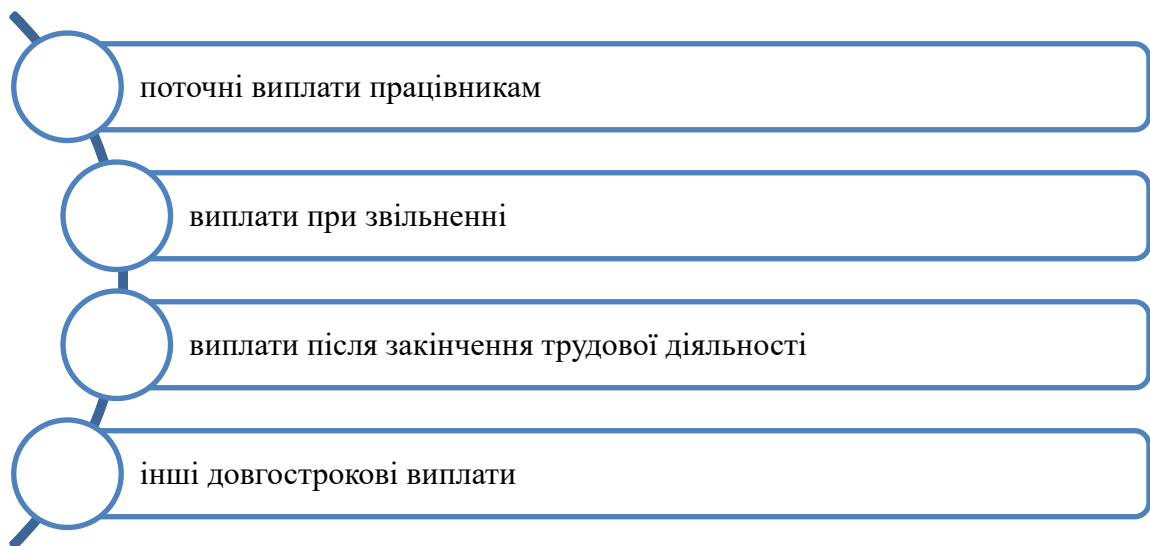 поточні виплати працівникам
виплати при звільненні
виплати після закінчення трудової діяльності
інші довгострокові виплати